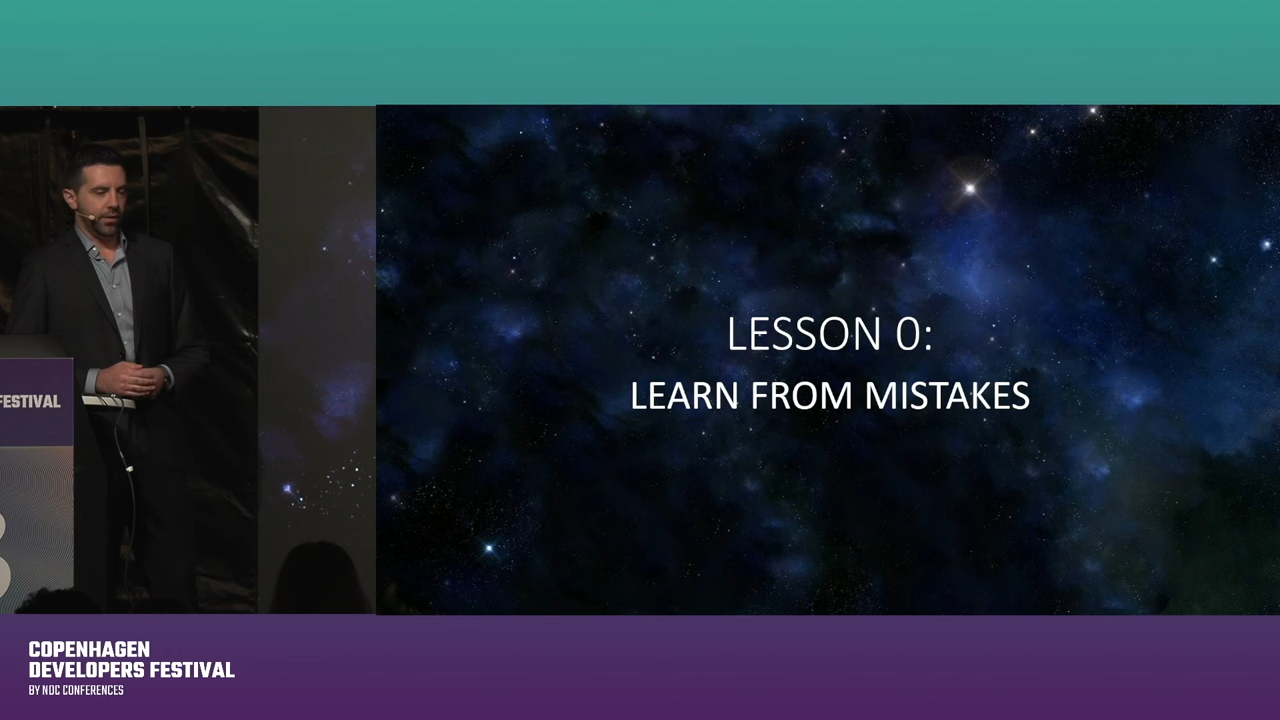 LESSON 0:
LEARN FROM MISTAKES
FESTIVAL
COPENHAGEN
DEVELOPERS FESTIVAL
BY NDC CONFERENCES